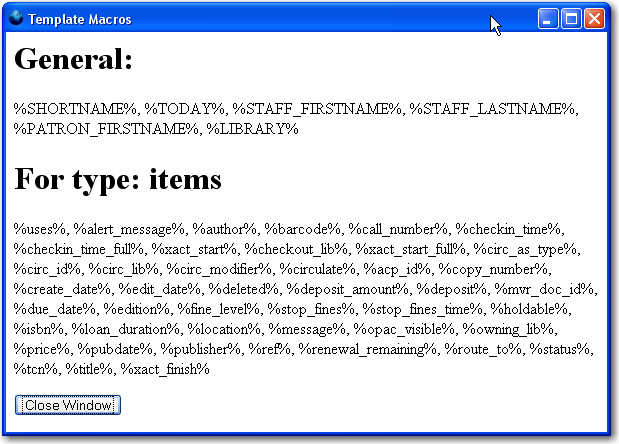 Template Macros
General:
%SHORTNAME%, %TODAY%, %STAFF_FIRSTNAME%, %STAFF_LASTNAME%,
%PATRON_FIRSTNAME%, %LIBRARY%
For type: items
%uses%, %alert_message%, %author%, %barcode%, %call_number%, %checkin_time%,
%checkin_time_full%, %xact_start%, %checkout_lib%, %xact_start_full%, %circ_as_type%,
%circ_id%, %circ_lib%, %circ_modifier%, %circulate%, %acp_id%, %copy_number%,
%create_date%, %edit_date%, %deleted%, %deposit_amount%, %deposit%, %mvr_doc_id%,
%due_date%, %edition%, %fine_level%, %stop_fines%, %stop_fines_time%, %holdable%,
%isbn%, %loan_duration%, %location%, %message%, %opac_visible%, %owning_lib%,
%price%, %pubdate%, %publisher%, %ref%, %renewal_remaining%, %route_to%, %status%,
%tcn%, %title%, %xact_finish%
Close Window